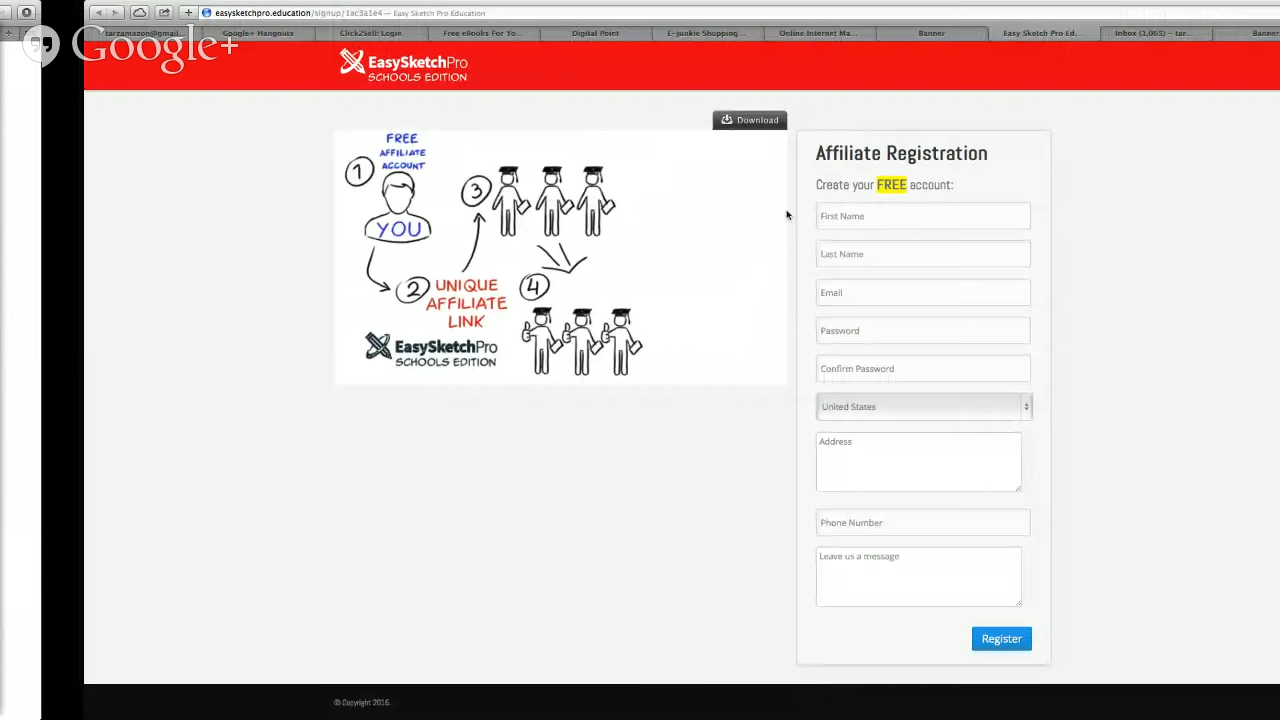 easysketchpro.education/signup/1ac3a1e4 — Easy Sketch Pro Education
tarzamazon@gmail...
Google+ Hangouts
Click2Sell: Login
Free eBooks For Yo...
Digital Point
E-junkie Shopping...
Online Internet Ma...
Banner
Easy Sketch Pro Ed...
Inbox (1,065) – tar...
Banner
Google+
EasySketchPro
SCHOOLS EDITION
Download
FREE
AFFILIATE
ACCOUNT
1
YOU
3
2
UNIQUE
AFFILIATE
LINK
4
EasySketchPro
SCHOOLS EDITION
Affiliate Registration
Create your FREE account:
First Name
Last Name
Email
Password
Confirm Password
United States
Address
Phone Number
Leave us a message
Register
© Copyright 2016.